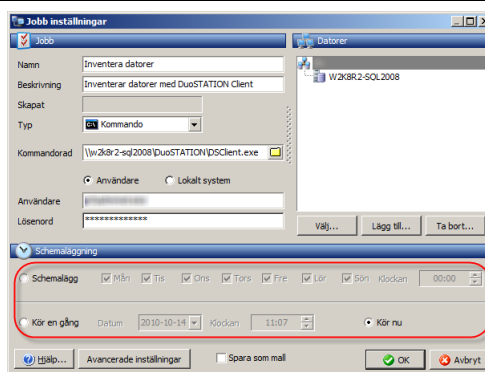 Jobb inställningar
Jobb
Namn Inventera datorer
Beskrivning Inventerar datorer med DuoSTATION Client
Skapat
Typ Kommando
Kommandorad \\w2k8r2-sql2008\DuoSTATION\DSClient.exe
Användare Lokalt system
Användare
Lösenord *************
Datorer
W2K8R2-SQL2008
Välj... Lägg till... Ta bort...
Schemaläggning
Schemalägg Mån Tis Ons Tors Fre Lör Sön Klockan 00:00
Kör en gång Datum 2010-10-14 Klockan 11:07 Kör nu
Hjälp... Avancerade inställningar Spara som mall OK Avbryt